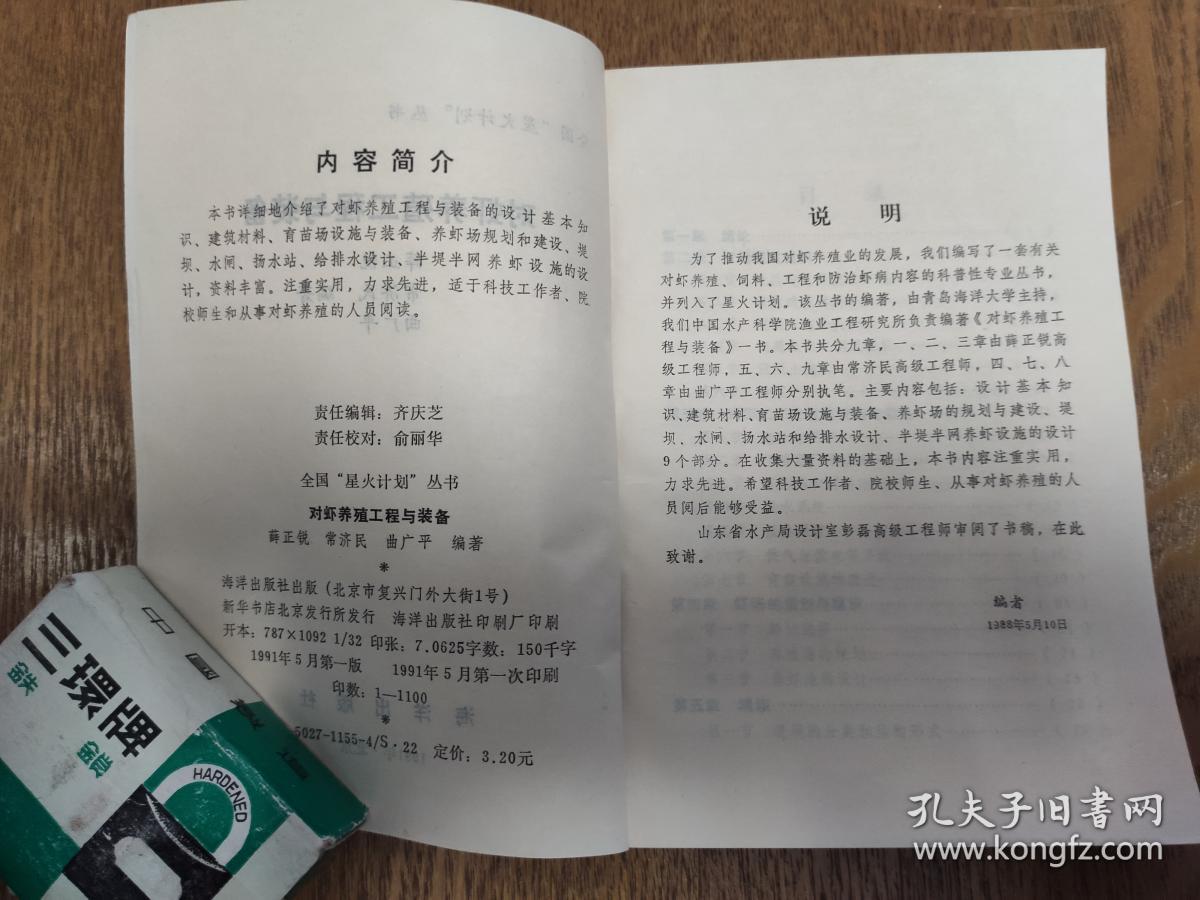 内容简介
本书详细地介绍了对虾养殖工程与装备的设计基本知
识、建筑材料、育苗场设施与装备、养虾场规划和建设、堤
坝、水闸、扬水站、给排水设计、半堤半网养虾设施的设
计，资料丰富。注重实用，力求先进，适于科技工作者、院
校师生和从事对虾养殖的人员阅读。
责任编辑：齐庆芝
责任校对：俞丽华
全国“星火计划”丛书
对虾养殖工程与装备
薛正锐 常济民 曲广平 编著
*
海洋出版社出版（北京市复兴门外大街1号）
新华书店北京发行所发行 海洋出版社印刷厂印刷
开本：787×1092 1/32 印张：7.0625字数：150千字
1991年5月第一版 1991年5月第一次印刷
印数：1—1100
*
5027-1155-4/S·22 定价：3.20元
说 明
为了推动我国对虾养殖业的发展，我们编写了一套有关
对虾养殖、饲料、工程和防治虾病内容的科普性专业丛书，
并列入了星火计划。该丛书的编著，由青岛海洋大学主持，
我们中国水产科学院渔业工程研究所负责编著《对虾养殖工
程与装备》一书。本书共分九章，一、二、三章由薛正锐高
级工程师，五、六、九章由常济民高级工程师，四、七、八
章由曲广平工程师分别执笔。主要内容包括：设计基本知
识、建筑材料、育苗场设施与装备、养虾场的规划与建设、堤
坝、水闸、扬水站和给排水设计、半堤半网养虾设施的设计
9个部分。在收集大量资料的基础上，本书内容注重实用，
力求先进。希望科技工作者、院校师生、从事对虾养殖的人
员阅后能够受益。
山东省水产局设计室彭磊高级工程师审阅了书稿，在此
致谢。
编者
1988年5月10日
中国
三环牌
HARDENED
孔夫子旧书网
www.kongfz.com